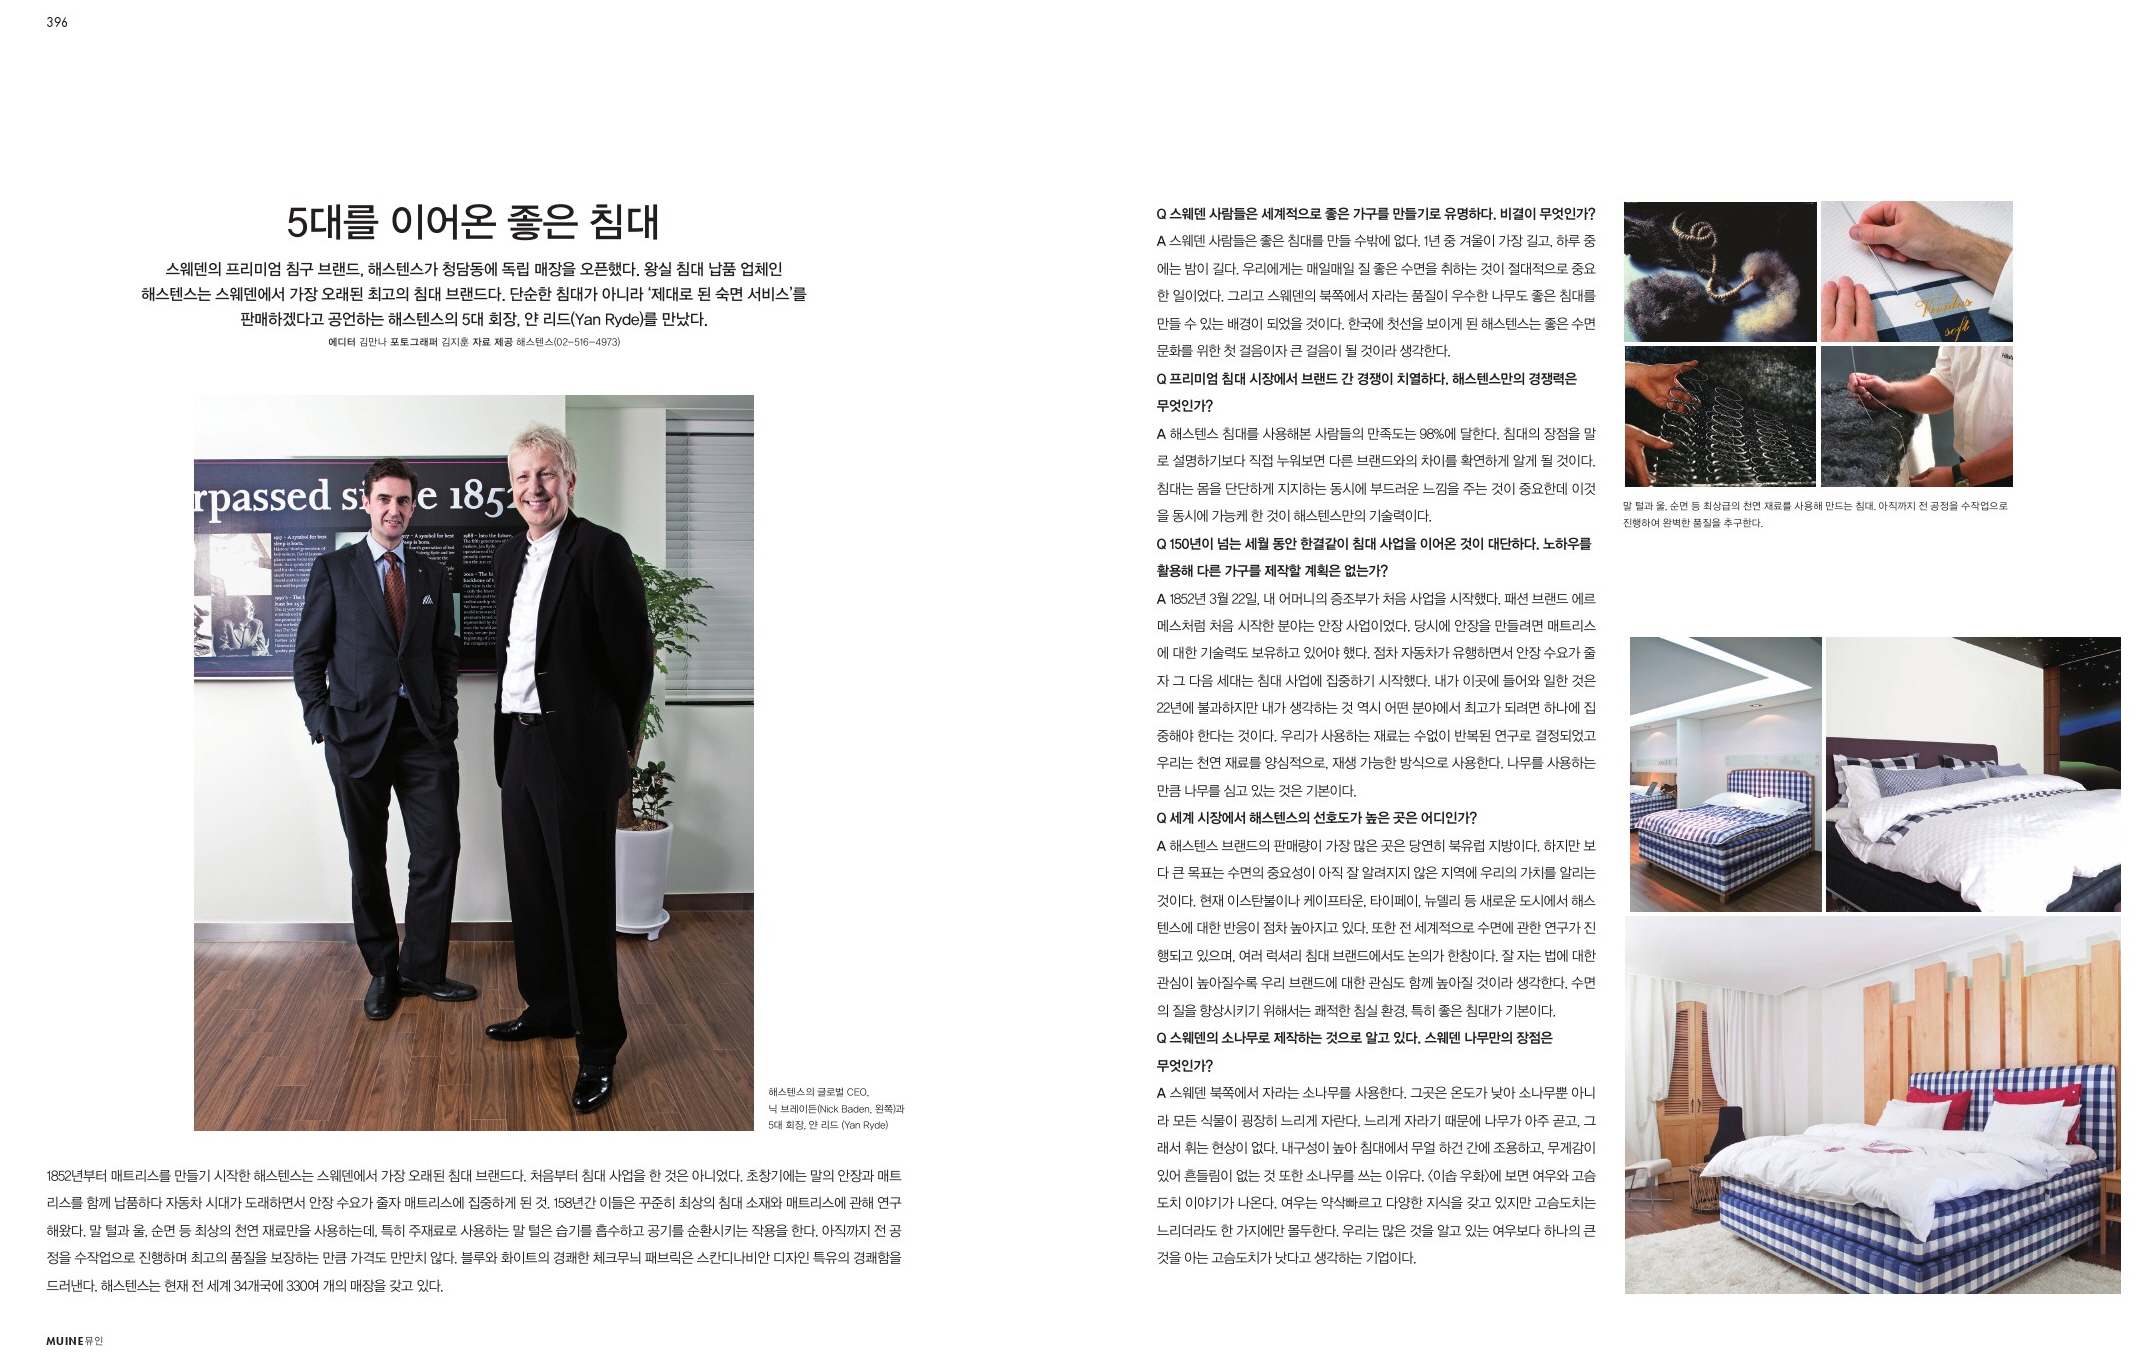 396
5대를 이어온 좋은 침대
스웨덴의 프리미엄 침구 브랜드, 해스텐스가 청담동에 독립 매장을 오픈했다. 왕실 침대 납품 업체인
해스텐스는 스웨덴에서 가장 오래된 최고의 침대 브랜드다. 단순한 침대가 아니라 ‘제대로 된 숙면 서비스’를
판매하겠다고 공언하는 해스텐스의 5대 회장, 얀 리드(Yan Ryde)를 만났다.
에디터 김만나 포토그래퍼 김지훈 자료 제공 해스텐스(02-516-4973)
rpassed si e 185
해스텐스의 글로벌 CEO,
닉 브레이든(Nick Baden, 왼쪽)과
5대 회장, 얀 리드 (Yan Ryde)
1852년부터 매트리스를 만들기 시작한 해스텐스는 스웨덴에서 가장 오래된 침대 브랜드다. 처음부터 침대 사업을 한 것은 아니었다. 초창기에는 말의 안장과 매트
리스를 함께 납품하다 자동차 시대가 도래하면서 안장 수요가 줄자 매트리스에 집중하게 된 것. 158년간 이들은 꾸준히 최상의 침대 소재와 매트리스에 관해 연구
해왔다. 말 털과 울, 순면 등 최상의 천연 재료만을 사용하는데, 특히 주재료로 사용하는 말 털은 습기를 흡수하고 공기를 순환시키는 작용을 한다. 아직까지 전 공
정을 수작업으로 진행하며 최고의 품질을 보장하는 만큼 가격도 만만치 않다. 블루와 화이트의 경쾌한 체크무늬 패브릭은 스칸디나비안 디자인 특유의 경쾌함을
드러낸다. 해스텐스는 현재 전 세계 34개국에 330여 개의 매장을 갖고 있다.
MUINE뮤인
Q 스웨덴 사람들은 세계적으로 좋은 가구를 만들기로 유명하다. 비결이 무엇인가?
A 스웨덴 사람들은 좋은 침대를 만들 수밖에 없다. 1년 중 겨울이 가장 길고, 하루 중
에는 밤이 길다. 우리에게는 매일매일 질 좋은 수면을 취하는 것이 절대적으로 중요
한 일이었다. 그리고 스웨덴의 북쪽에서 자라는 품질이 우수한 나무도 좋은 침대를
만들 수 있는 배경이 되었을 것이다. 한국에 첫선을 보이게 된 해스텐스는 좋은 수면
문화를 위한 첫 걸음이자 큰 걸음이 될 것이라 생각한다.
Q 프리미엄 침대 시장에서 브랜드 간 경쟁이 치열하다. 해스텐스만의 경쟁력은
무엇인가?
A 해스텐스 침대를 사용해본 사람들의 만족도는 98%에 달한다. 침대의 장점을 말
로 설명하기보다 직접 누워보면 다른 브랜드와의 차이를 확연하게 알게 될 것이다.
침대는 몸을 단단하게 지지하는 동시에 부드러운 느낌을 주는 것이 중요한데 이것
을 동시에 가능케 한 것이 해스텐스만의 기술력이다.
Q 150년이 넘는 세월 동안 한결같이 침대 사업을 이어온 것이 대단하다. 노하우를
활용해 다른 가구를 제작할 계획은 없는가?
A 1852년 3월 22일, 내 어머니의 증조부가 처음 사업을 시작했다. 패션 브랜드 에르
메스처럼 처음 시작한 분야는 안장 사업이었다. 당시에 안장을 만들려면 매트리스
에 대한 기술력도 보유하고 있어야 했다. 점차 자동차가 유행하면서 안장 수요가 줄
자 그 다음 세대는 침대 사업에 집중하기 시작했다. 내가 이곳에 들어와 일한 것은
22년에 불과하지만 내가 생각하는 것 역시 어떤 분야에서 최고가 되려면 하나에 집
중해야 한다는 것이다. 우리가 사용하는 재료는 수없이 반복된 연구로 결정되었고
우리는 천연 재료를 양심적으로, 재생 가능한 방식으로 사용한다. 나무를 사용하는
만큼 나무를 심고 있는 것은 기본이다.
Q 세계 시장에서 해스텐스의 선호도가 높은 곳은 어디인가?
A 해스텐스 브랜드의 판매량이 가장 많은 곳은 당연히 북유럽 지방이다. 하지만 보
다 큰 목표는 수면의 중요성이 아직 잘 알려지지 않은 지역에 우리의 가치를 알리는
것이다. 현재 이스탄불이나 케이프타운, 타이페이, 뉴델리 등 새로운 도시에서 해스
텐스에 대한 반응이 점차 높아지고 있다. 또한 전 세계적으로 수면에 관한 연구가 진
행되고 있으며, 여러 럭셔리 침대 브랜드에서도 논의가 한창이다. 잘 자는 법에 대한
관심이 높아질수록 우리 브랜드에 대한 관심도 함께 높아질 것이라 생각한다. 수면
의 질을 향상시키기 위해서는 쾌적한 침실 환경, 특히 좋은 침대가 기본이다.
Q 스웨덴의 소나무로 제작하는 것으로 알고 있다. 스웨덴 나무만의 장점은
무엇인가?
A 스웨덴 북쪽에서 자라는 소나무를 사용한다. 그곳은 온도가 낮아 소나무뿐 아니
라 모든 식물이 굉장히 느리게 자란다. 느리게 자라기 때문에 나무가 아주 곧고, 그
래서 휘는 현상이 없다. 내구성이 높아 침대에서 무얼 하건 간에 조용하고, 무게감이
있어 흔들림이 없는 것 또한 소나무를 쓰는 이유다. 〈이솝 우화〉에 보면 여우와 고슴
도치 이야기가 나온다. 여우는 약삭빠르고 다양한 지식을 갖고 있지만 고슴도치는
느리더라도 한 가지에만 몰두한다. 우리는 많은 것을 알고 있는 여우보다 하나의 큰
것을 아는 고슴도치가 낫다고 생각하는 기업이다.
soft
말 털과 울, 순면 등 최상급의 천연 재료를 사용해 만드는 침대. 아직까지 전 공정을 수작업으로
진행하여 완벽한 품질을 추구한다.